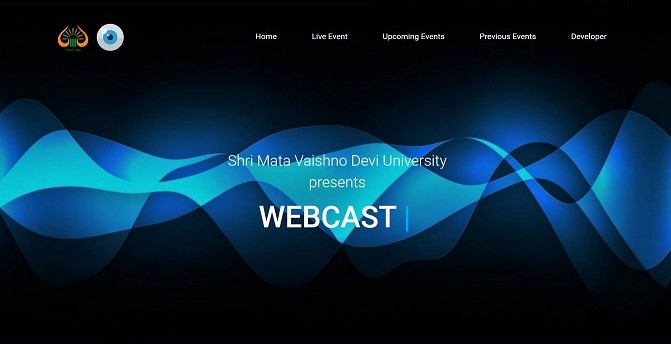 Home Live Event Upcoming Events Previous Events Developer
Shri Mata Vaishno Devi University
presents
WEBCAST |